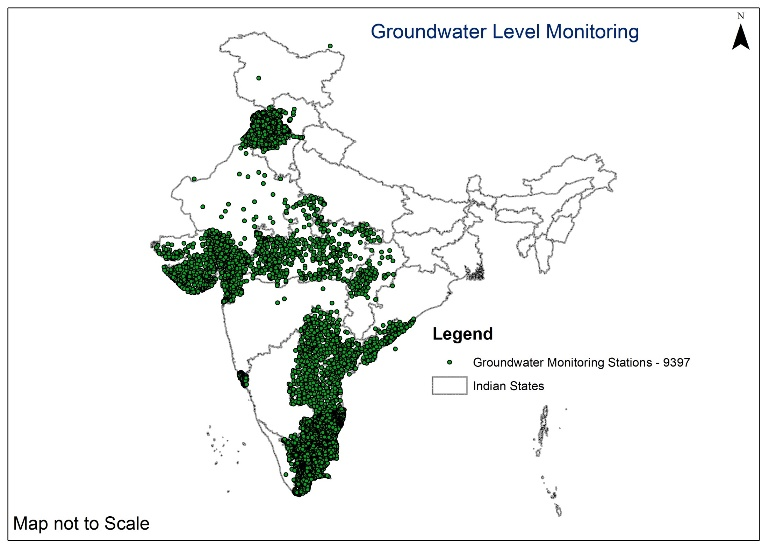 Groundwater Level Monitoring
N
Legend
Groundwater Monitoring Stations - 9397
Indian States
Map not to Scale